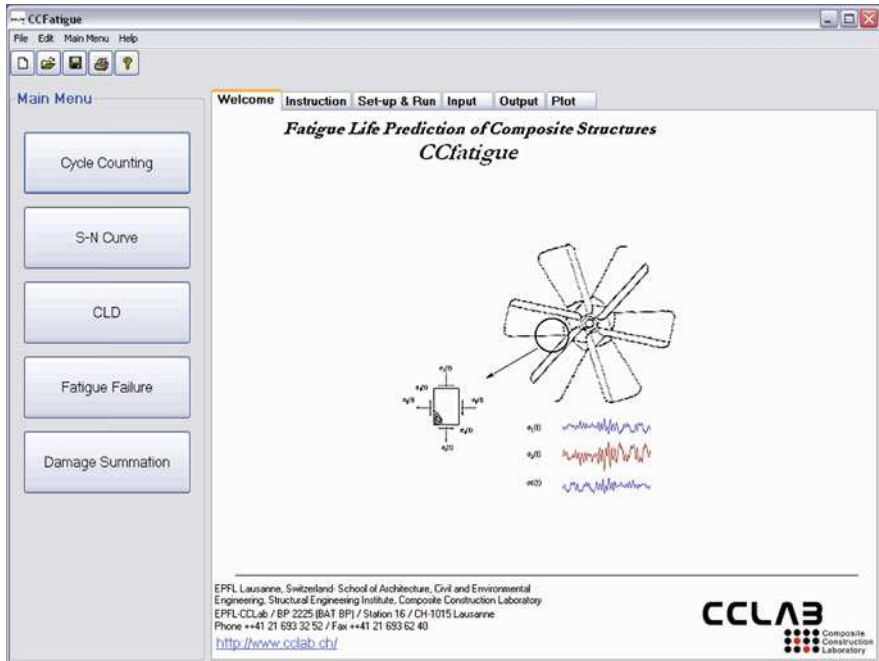 CCFatigue
File Edit Main Menu Help
Main Menu
Cycle Counting
S-N Curve
CLD
Fatigue Failure
Damage Summation
Welcome Instruction Set-up & Run Input Output Plot
Fatigue Life Prediction of Composite Structures
CCfatigue
EPFL Lausanne, Switzerland- School of Architecture, Civil and Environmental
Engineering, Structural Engineering Institute, Composite Construction Laboratory
EPFL-CCLab / BP 2225 (BAT BP) / Station 16 / CH-1015 Lausanne
Phone ++41 21 693 32 52 / Fax ++41 21 693 62 40
http://www.cclab.ch/
CCLAB
Composite
Construction
Laboratory